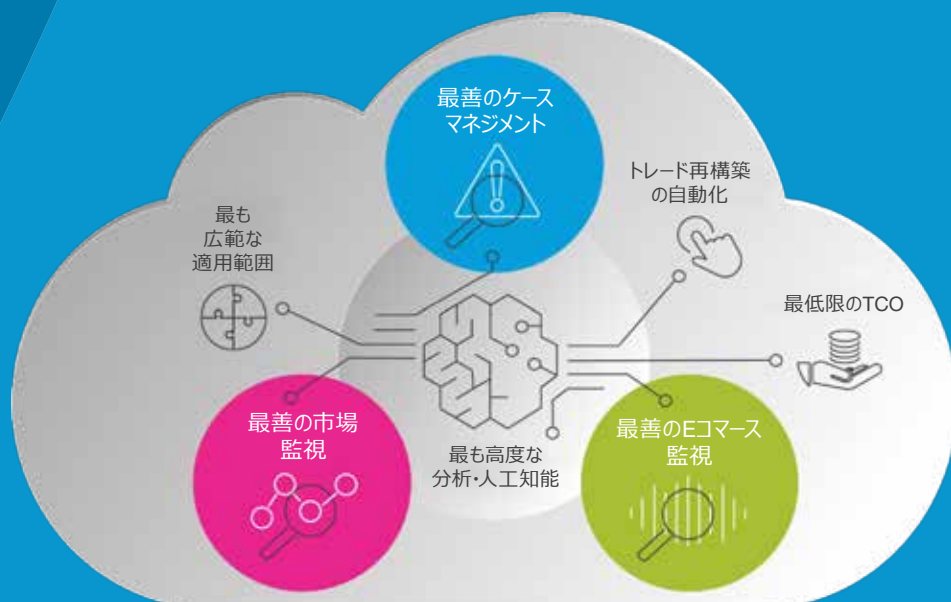 最善のケース
マネジメント
トレード再構築
の自動化
最も
広範な
適用範囲
最低限のTCO
最善の市場
監視
最も高度な
分析・人工知能
最善のEコマース
監視